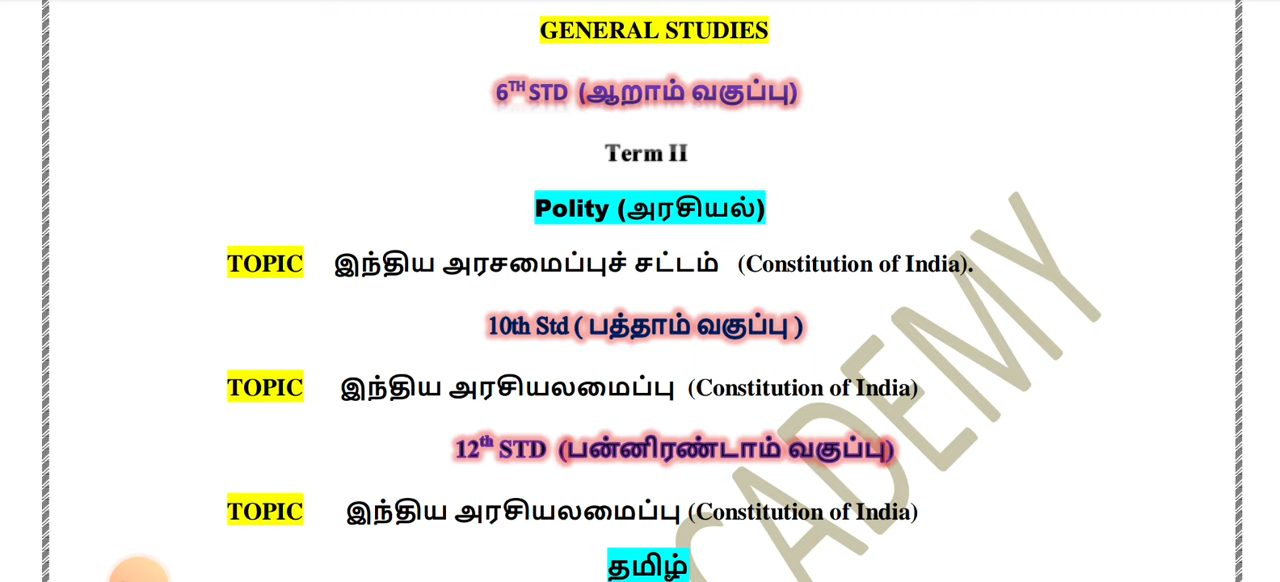 GENERAL STUDIES
6TH STD (ஆறாம் வகுப்பு)
Term II
Polity (அரசியல்)
TOPIC இந்திய அரசமைப்புச் சட்டம் (Constitution of India).
10th Std ( பத்தாம் வகுப்பு )
TOPIC இந்திய அரசியலமைப்பு (Constitution of India)
12th STD (பன்னிரண்டாம் வகுப்பு)
TOPIC இந்திய அரசியலமைப்பு (Constitution of India)
தமிழ்
CADEMY